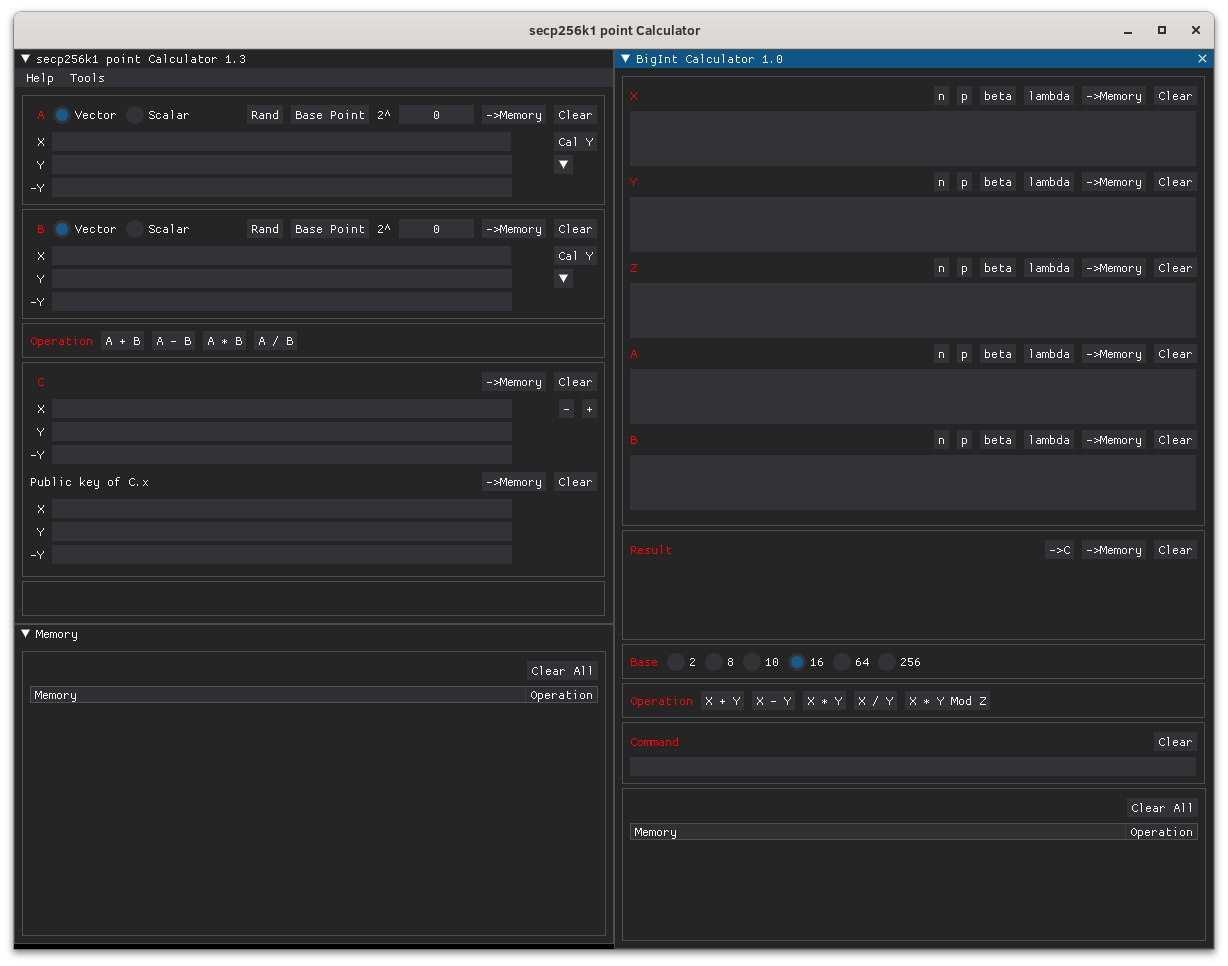 secp256k1 point Calculator
secp256k1 point Calculator 1.3
Help Tools
A Vector Scalar Rand Base Point 2^ 0 ->Memory Clear
X Cal Y
Y
-Y
B Vector Scalar Rand Base Point 2^ 0 ->Memory Clear
X Cal Y
Y
-Y
Operation A + B A - B A * B A / B
C ->Memory Clear
X - +
Y
-Y
Public key of C.x ->Memory Clear
X
Y
-Y
Memory
Clear All
Memory Operation
BigInt Calculator 1.0
X n p beta lambda ->Memory Clear
Y n p beta lambda ->Memory Clear
Z n p beta lambda ->Memory Clear
A n p beta lambda ->Memory Clear
B n p beta lambda ->Memory Clear
Result ->C ->Memory Clear
Base 2 8 10 16 64 256
Operation X + Y X - Y X * Y X / Y X * Y Mod Z
Command Clear
Clear All
Memory Operation